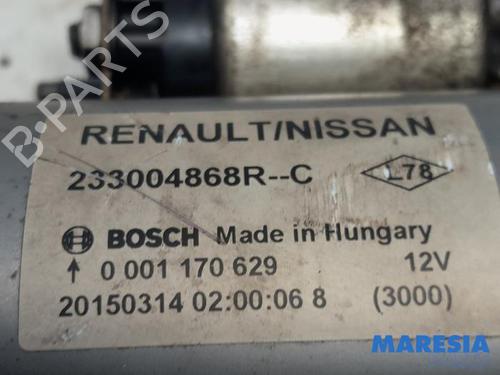 RENAULT/NISSAN
233004868R--C
L78
BOSCH Made in Hungary
0 001 170 629 12V
20150314 02:00:06 8 (3000)
B-PARTS
MARESIA